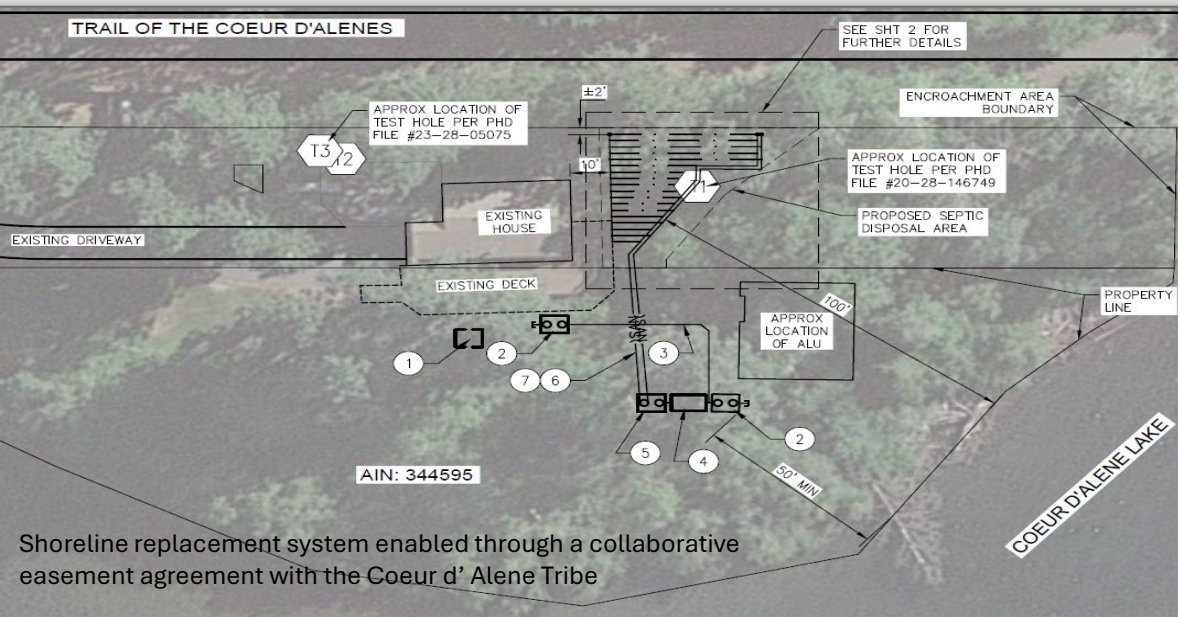 TRAIL OF THE COEUR D'ALENES
SEE SHT 2 FOR
FURTHER DETAILS
±2'
ENCROACHMENT AREA
BOUNDARY
APPROX LOCATION OF
TEST HOLE PER PHD
FILE #23-28-05075
T3
T2
10'
APPROX LOCATION OF
TEST HOLE PER PHD
FILE #20-28-146749
T1
PROPOSED SEPTIC
DISPOSAL AREA
EXISTING
HOUSE
EXISTING DRIVEWAY
EXISTING DECK
100'
PROPERTY
LINE
APPROX
LOCATION
OF ALU
1
2
3
7
6
5
4
2
50' MIN
AIN: 344595
COEUR D'ALENE LAKE
Shoreline replacement system enabled through a collaborative
easement agreement with the Coeur d' Alene Tribe